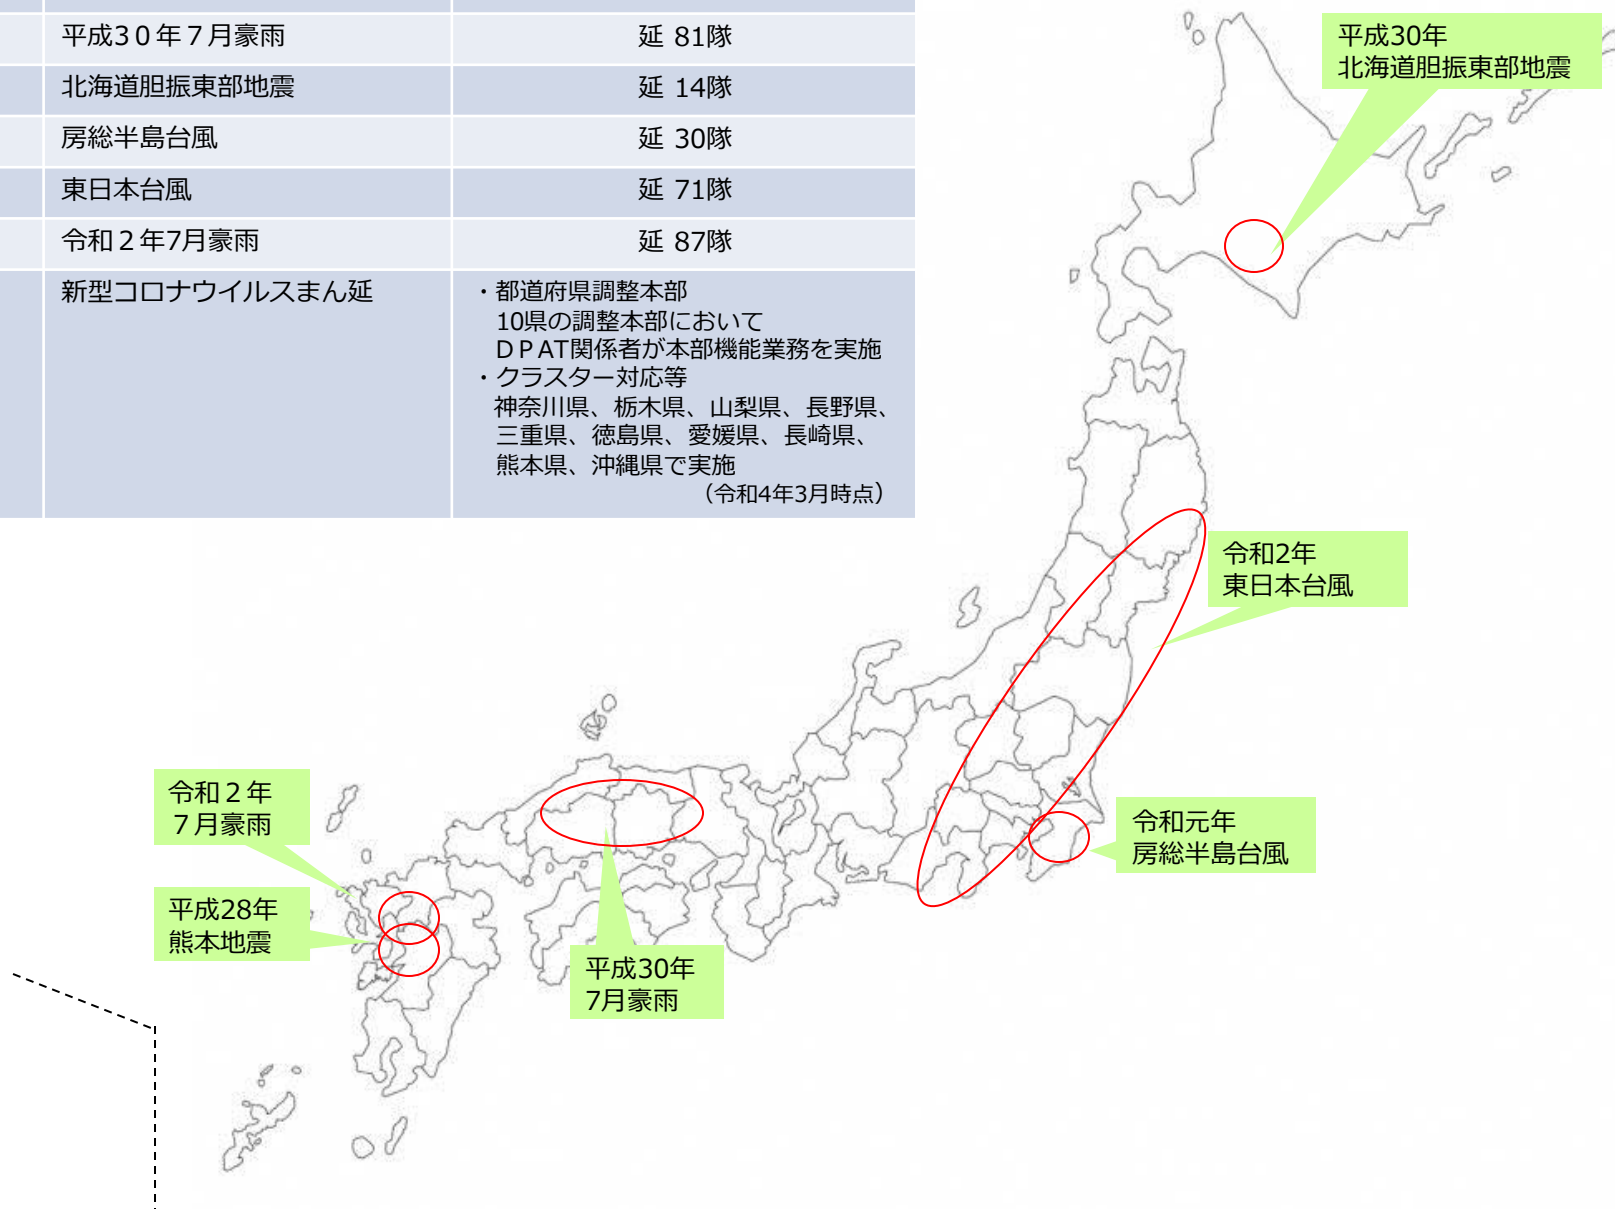 平成３０年７月豪雨
延 81隊
北海道胆振東部地震
延 14隊
房総半島台風
延 30隊
東日本台風
延 71隊
令和２年7月豪雨
延 87隊
新型コロナウイルスまん延
・都道府県調整本部
10県の調整本部において
ＤＰAT関係者が本部機能業務を実施
・クラスター対応等
神奈川県、栃木県、山梨県、長野県、
三重県、徳島県、愛媛県、長崎県、
熊本県、沖縄県で実施
（令和4年3月時点）
平成30年
北海道胆振東部地震
令和2年
東日本台風
令和元年
房総半島台風
令和２年
７月豪雨
平成28年
熊本地震
平成30年
7月豪雨